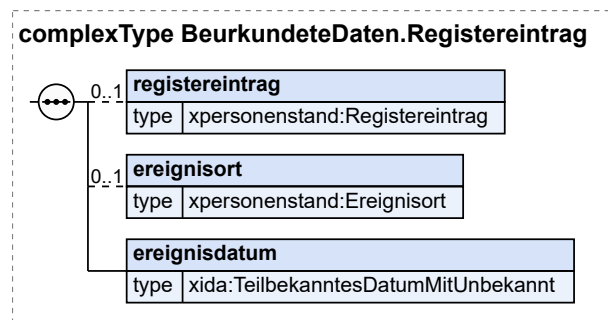 complexType BeurkundeteDaten.Registereintrag
0..1
registereintrag
type xpersonenstand:Registereintrag
0..1
ereignisort
type xpersonenstand:Ereignisort
ereignisdatum
type xida:TeilbekanntesDatumMitUnbekannt